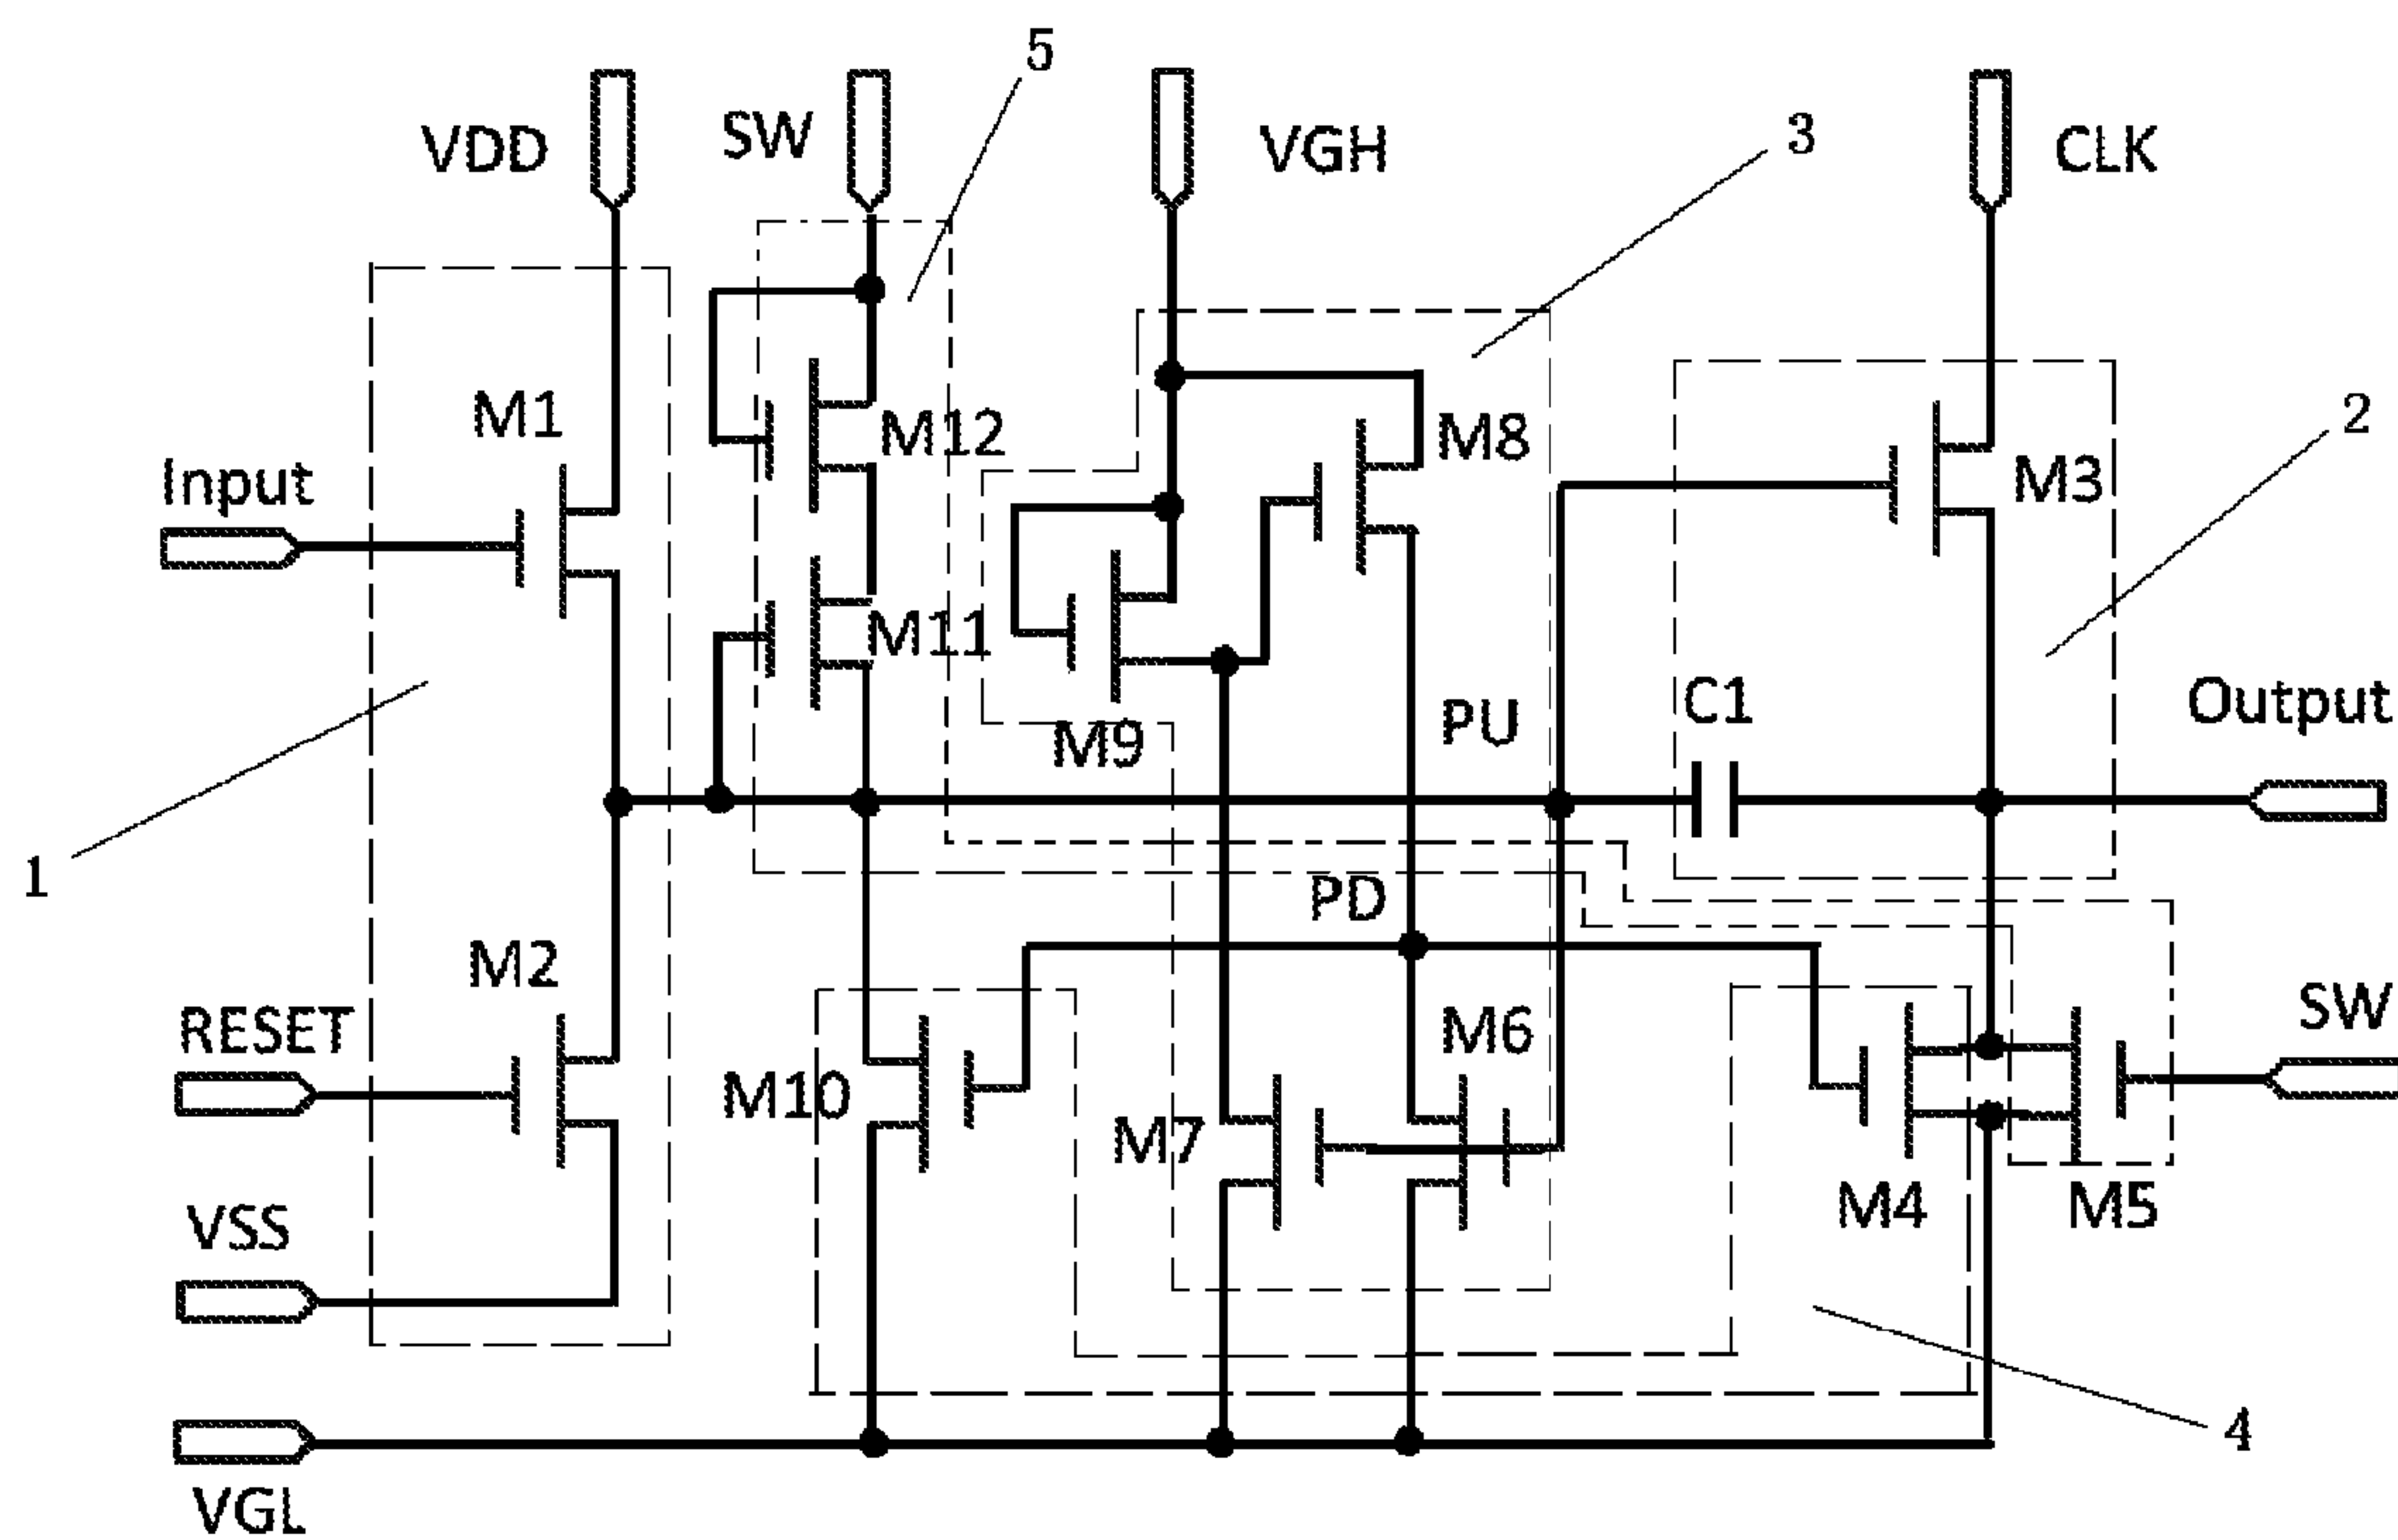 5
VDD
SW
VGH
3
CLK
M1
M12
M8
2
Input
M3
M11
M9
PU
C1
Output
1
PD
M2
RESET
M10
M7
M6
SW
M4
M5
VSS
4
VGL